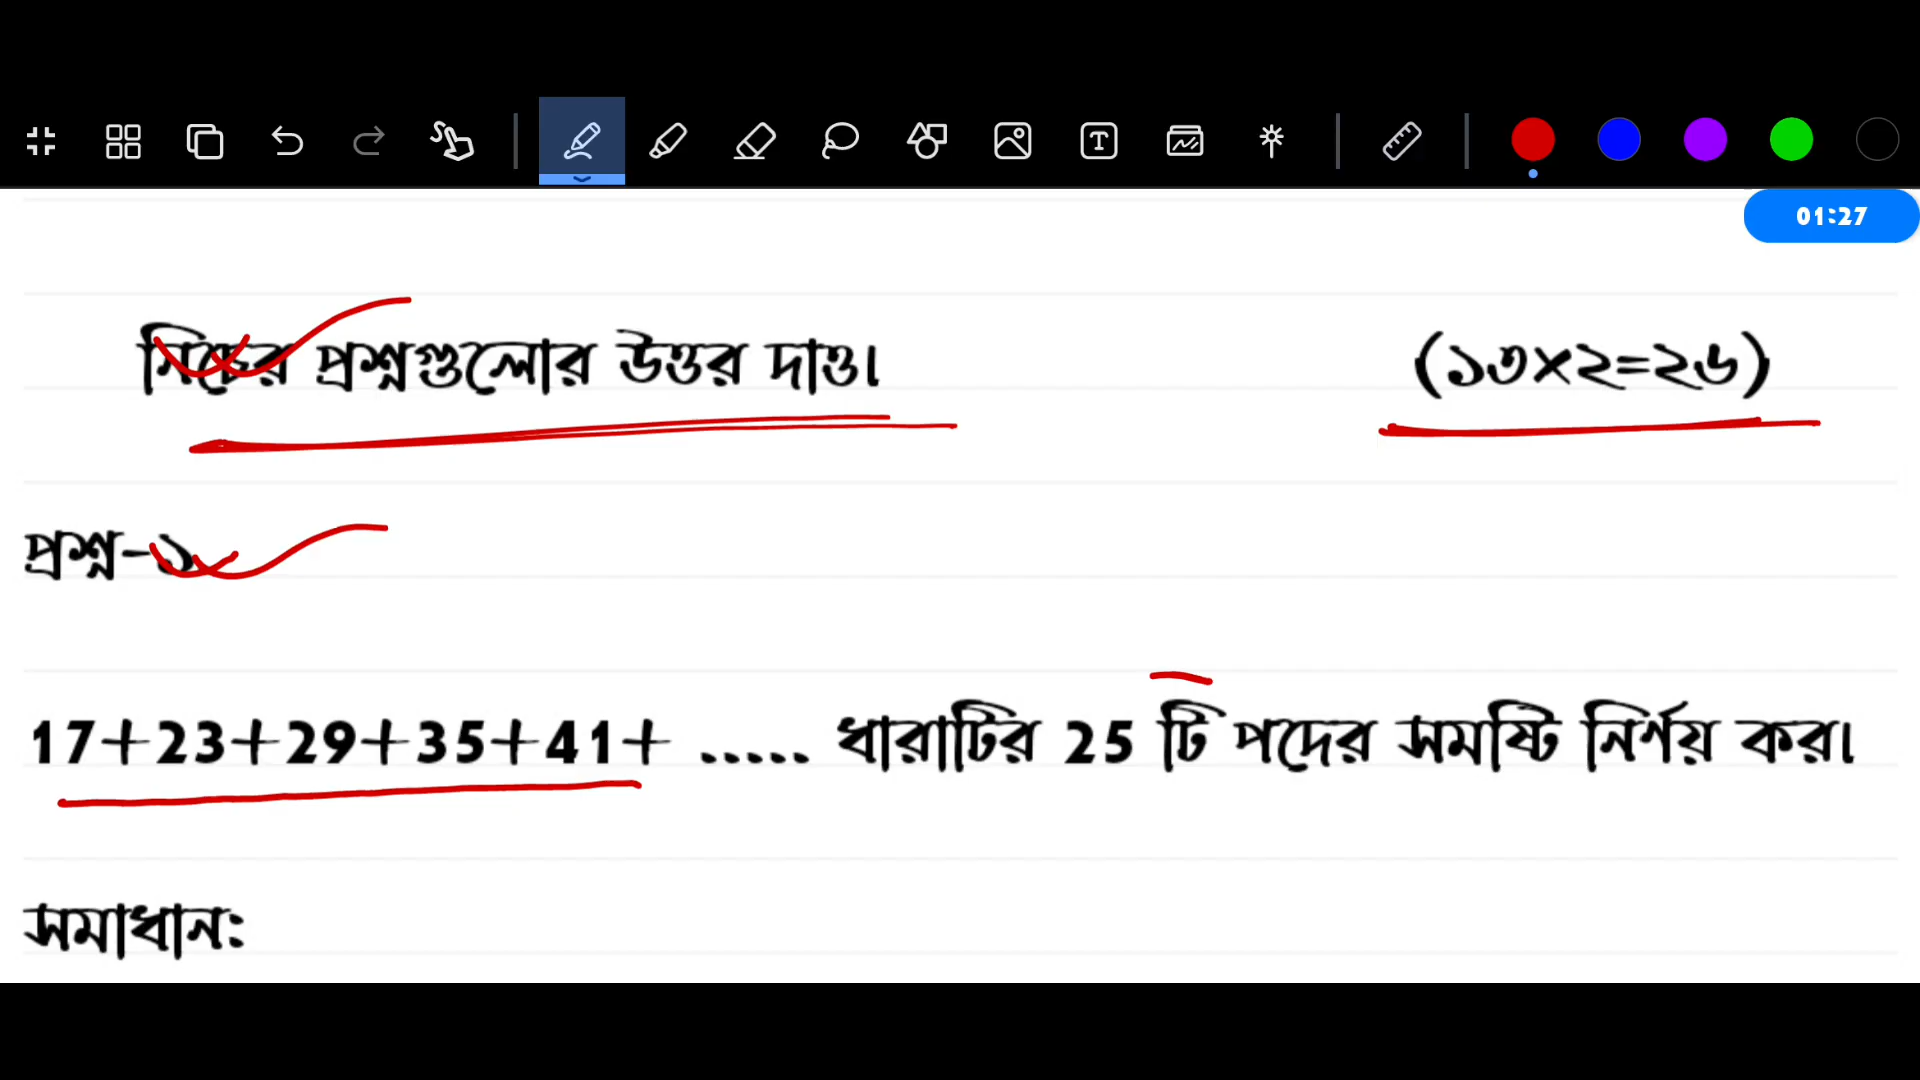 01:27
নিচের প্রশ্নগুলোর উত্তর দাও। (১৩×২=২৬)
প্রশ্ন-১
17+23+29+35+41+ ..... ধারাটির 25 টি পদের সমষ্টি নির্ণয় কর।
সমাধান: